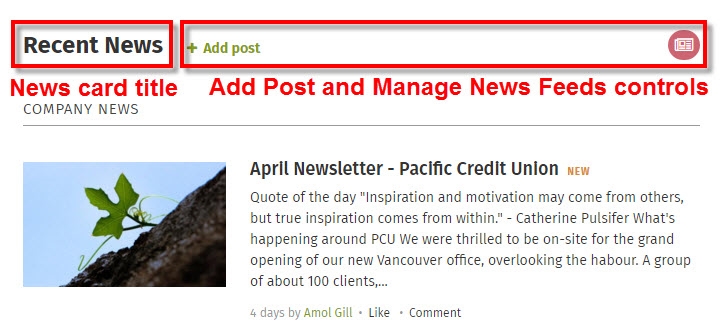 Recent News
+ Add post
News card title
Add Post and Manage News Feeds controls
COMPANY NEWS
April Newsletter - Pacific Credit Union NEW
Quote of the day "Inspiration and motivation may come from others,
but true inspiration comes from within." - Catherine Pulsifer What's
happening around PCU We were thrilled to be on-site for the grand
opening of our new Vancouver office, overlooking the habour. A group
of about 100 clients,...
4 days by Amol Gill • Like • Comment